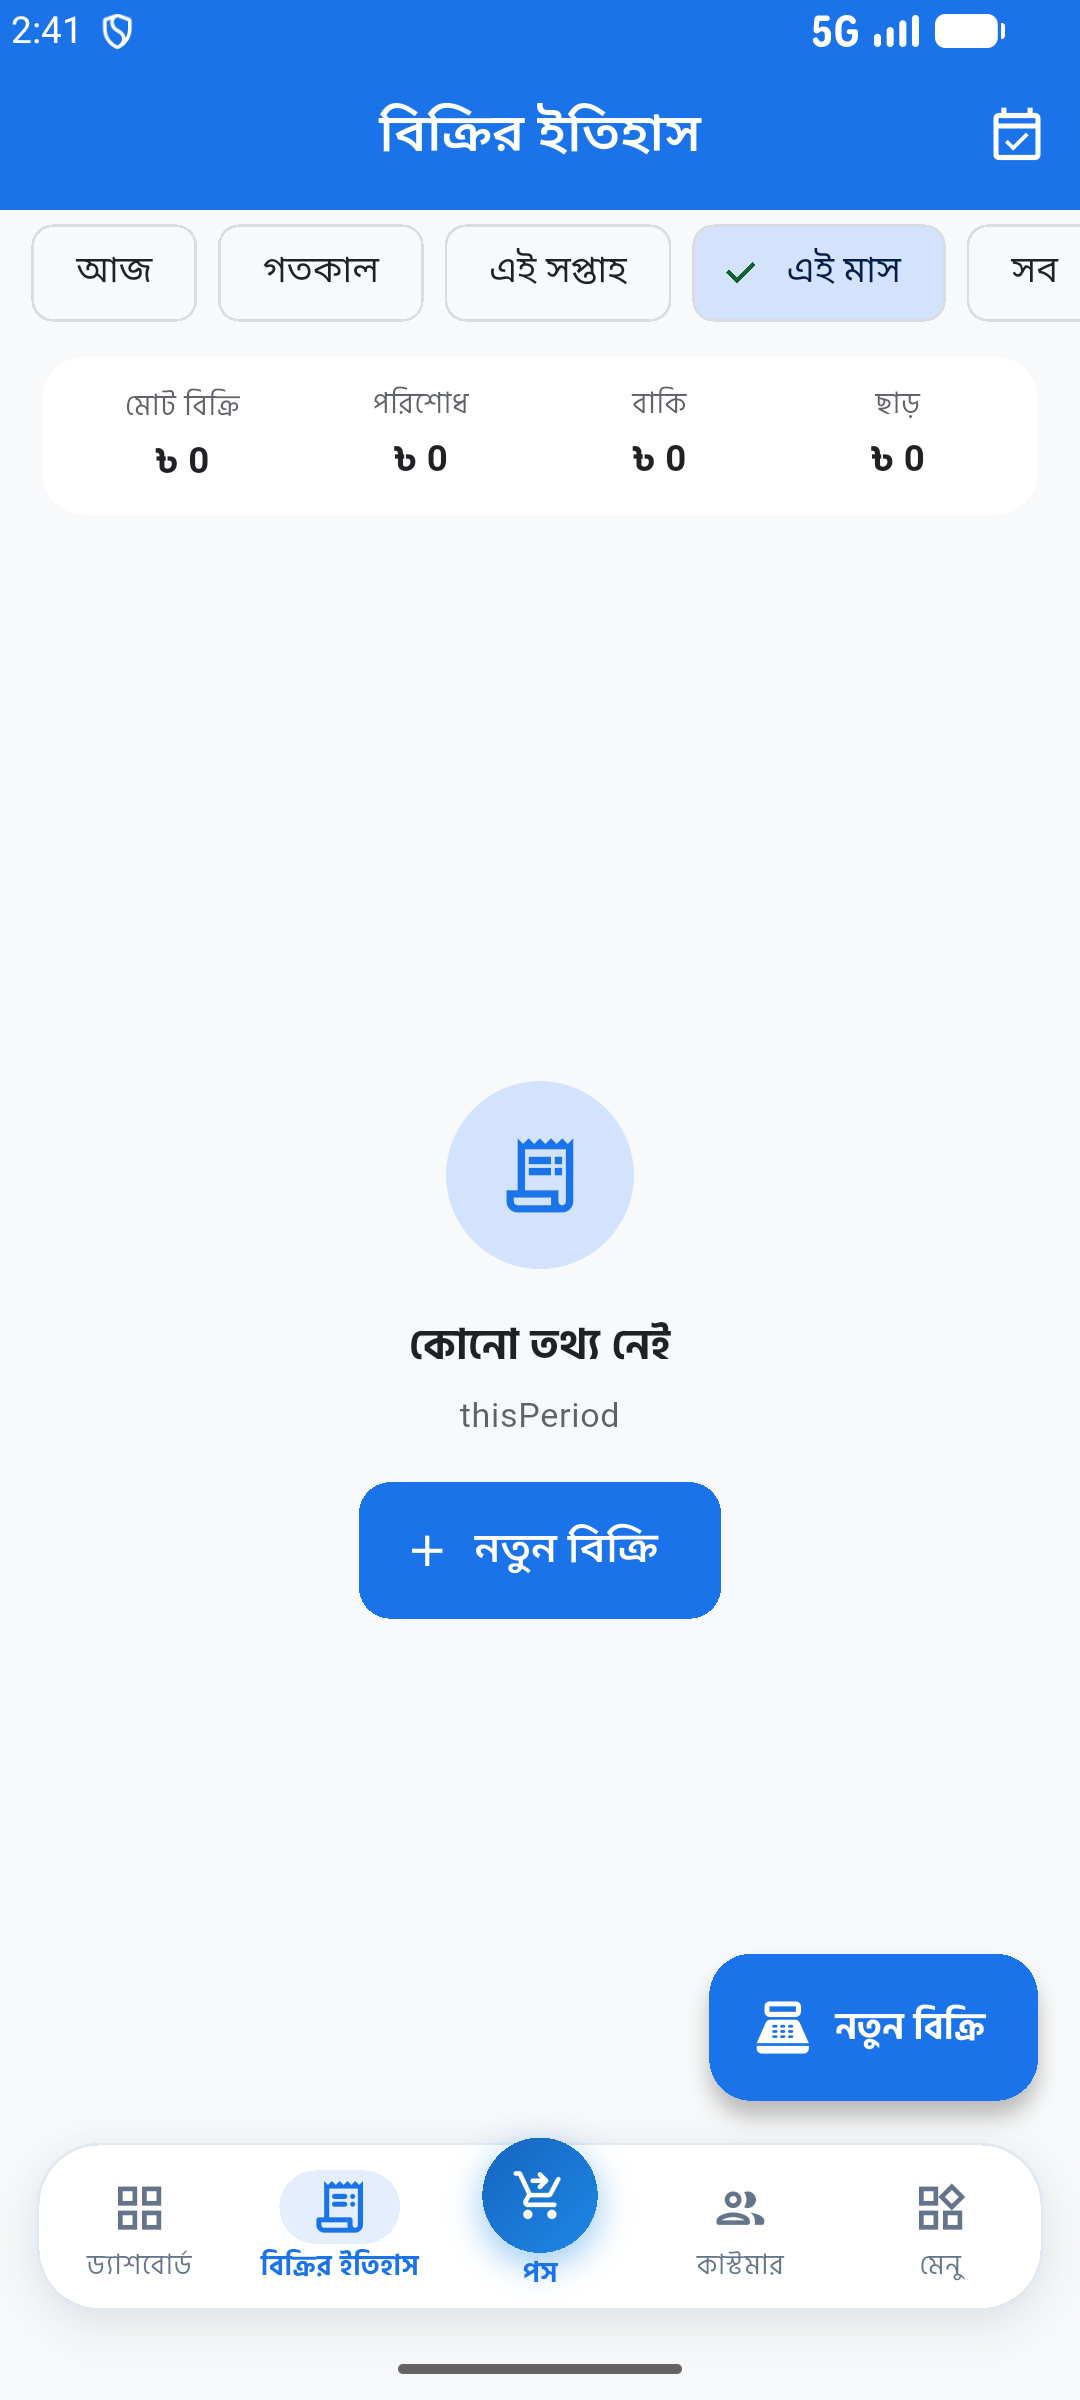 2:41 5G
বিক্রির ইতিহাস
আজ গতকাল এই সপ্তাহ এই মাস সব
মোট বিক্রি পরিশোধ বাকি ছাড়
৳ 0 ৳ 0 ৳ 0 ৳ 0
কোনো তথ্য নেই
thisPeriod
নতুন বিক্রি
নতুন বিক্রি
ড্যাশবোর্ড বিক্রির ইতিহাস পস কাস্টমার মেনু